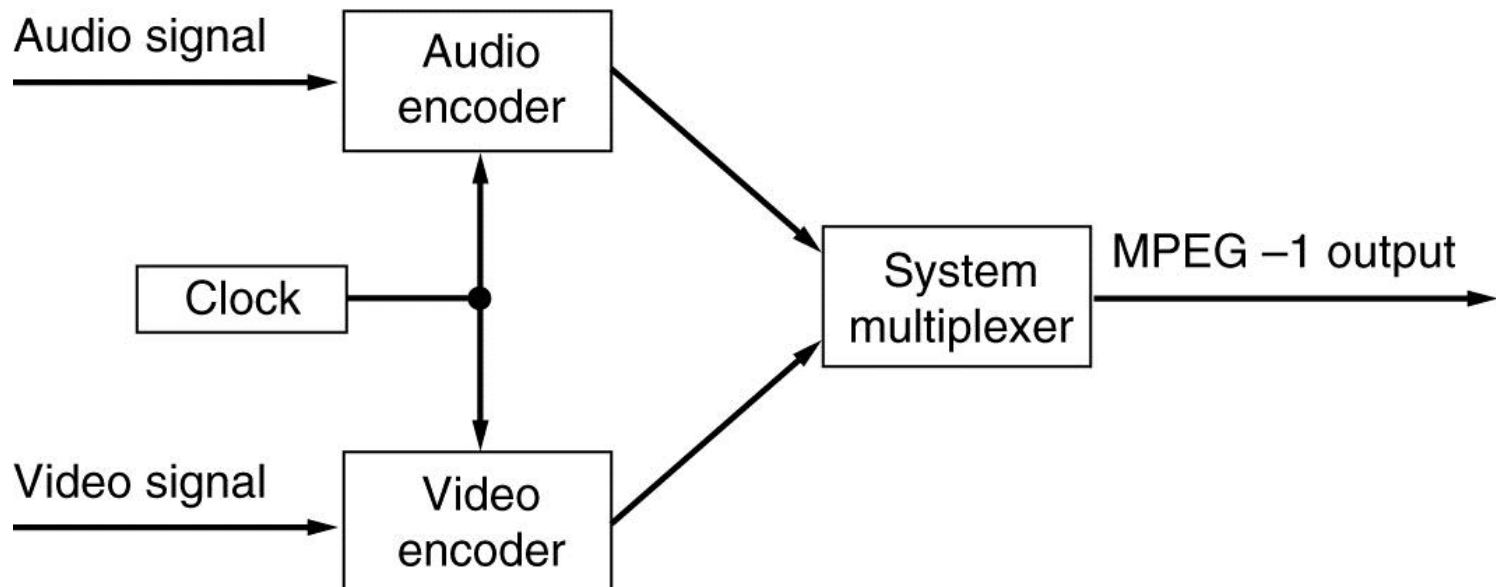 Audio signal
Audio
encoder
Clock
System
multiplexer
MPEG –1 output
Video signal
Video
encoder